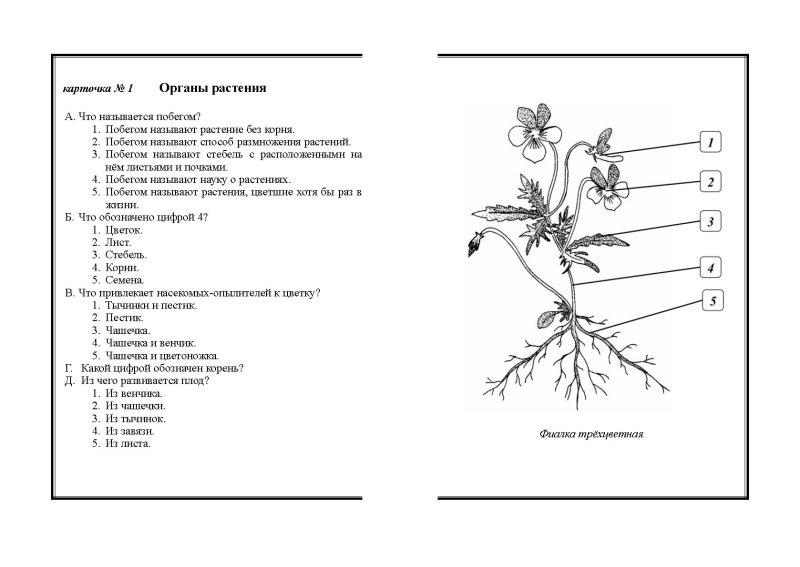 карточка № 1 Органы растения
А. Что называется побегом?
1. Побегом называют растение без корня.
2. Побегом называют способ размножения растений.
3. Побегом называют стебель с расположенными на
нём листьями и почками.
4. Побегом называют науку о растениях.
5. Побегом называют растения, цветшие хотя бы раз в
жизни.
Б. Что обозначено цифрой 4?
1. Цветок.
2. Лист.
3. Стебель.
4. Корни.
5. Семена.
В. Что привлекает насекомых-опылителей к цветку?
1. Тычинки и пестик.
2. Пестик.
3. Чашечка.
4. Чашечка и венчик.
5. Чашечка и цветоножка.
Г. Какой цифрой обозначен корень?
Д. Из чего развивается плод?
1. Из венчика.
2. Из чашечки.
3. Из тычинок.
4. Из завязи.
5. Из листа.
1
2
3
4
5
Фиалка трёхцветная